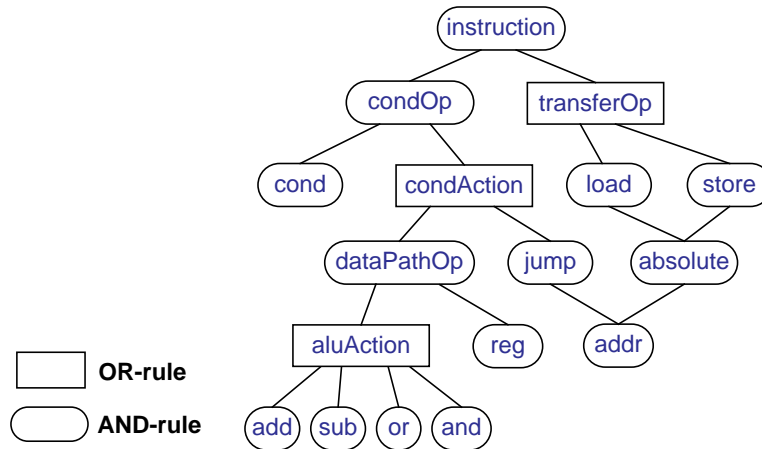 instruction
condOp
transferOp
cond
condAction
load
store
dataPathOp
jump
absolute
aluAction
reg
addr
OR-rule
AND-rule
add
sub
or
and